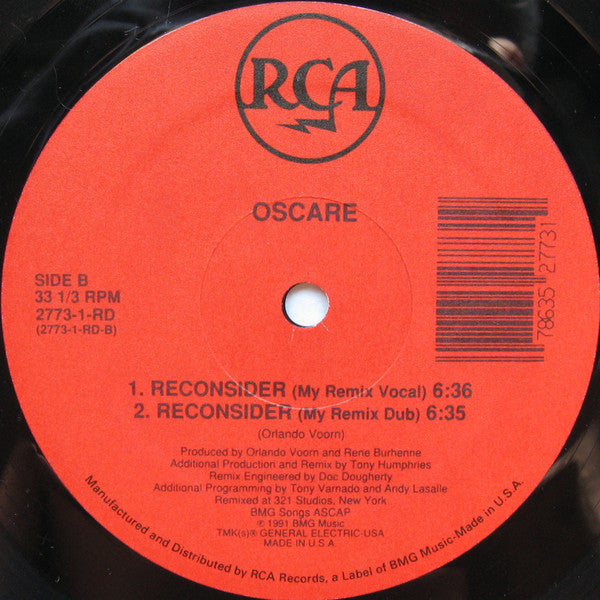 RCA
OSCARE
SIDE B
33 1/3 RPM
2773-1-RD
(2773-1-RD-B)
78635 27731
1. RECONSIDER (My Remix Vocal) 6:36
2. RECONSIDER (My Remix Dub) 6:35
(Orlando Voorn)
Produced by Orlando Voorn and Rene Burhenne
Additional Production and Remix by Tony Humphries
Remix Engineered by Doc Dougherty
Additional Programming by Tony Varnado and Andy Lasalle
Remixed at 321 Studios, New York
BMG Songs ASCAP
℗ 1991 BMG Music
TMK(s)® GENERAL ELECTRIC-USA
MADE IN U.S.A.
Manufactured and Distributed by RCA Records, a Label of BMG Music-Made in U.S.A.